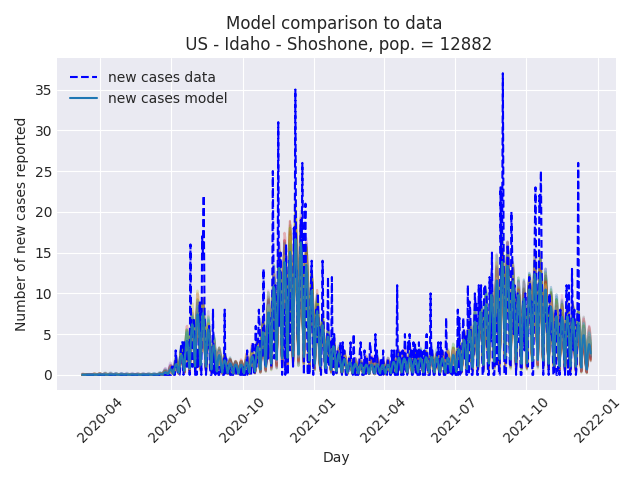 Model comparison to data
US - Idaho - Shoshone, pop. = 12882
new cases data
new cases model
Number of new cases reported
35
30
25
20
15
10
5
0
2020-04
2020-07
2020-10
2021-01
2021-04
2021-07
2021-10
2022-01
Day